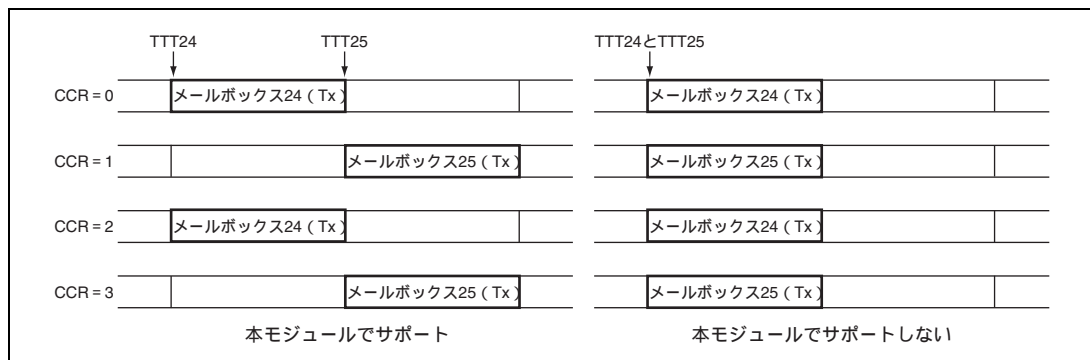 TTT24 TTT25 TTT24とTTT25
CCR = 0 メールボックス24 ( Tx ) メールボックス24 ( Tx )
CCR = 1 メールボックス25 ( Tx ) メールボックス25 ( Tx )
CCR = 2 メールボックス24 ( Tx ) メールボックス24 ( Tx )
CCR = 3 メールボックス25 ( Tx ) メールボックス25 ( Tx )
本モジュールでサポート 本モジュールでサポートしない